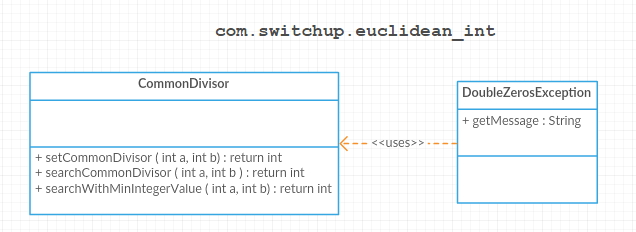 com.switchup.euclidean_int
CommonDivisor
+ setCommonDivisor ( int a, int b) : return int
+ searchCommonDivisor ( int a, int b ) : return int
+ searchWithMinIntegerValue ( int a, int b) : return int
<<uses>>
DoubleZerosException
+ getMessage : String